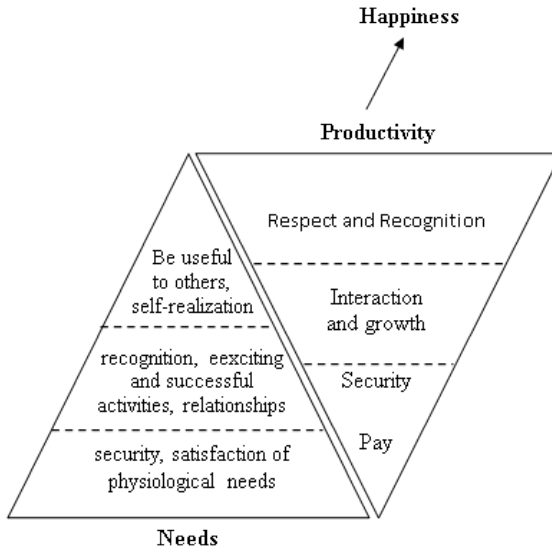 Happiness
Productivity
Respect and Recognition
Be useful
to others,
self-realization
Interaction
and growth
recognition, eexciting
and successful
activities, relationships
Security
Pay
security, satisfaction of
physiological needs
Needs